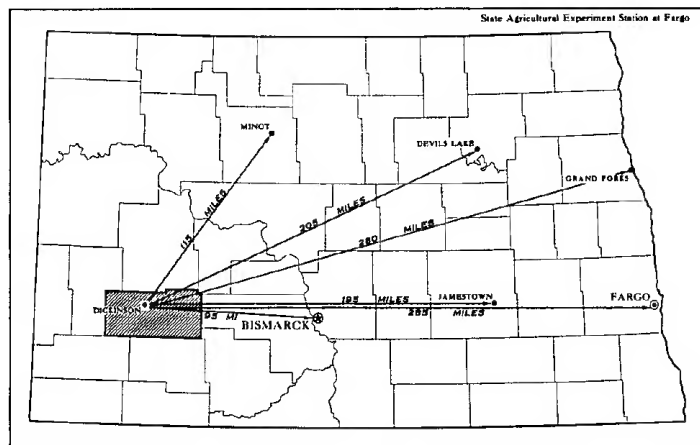 State Agricultural Experiment Station at Fargo
MINOT
DEVILS LAKE
GRAND FORKS
115 MILES
205 MILES
280 MILES
DICKINSON
195 MILES
JAMESTOWN
FARGO
95 MI
BISMARCK
285 MILES